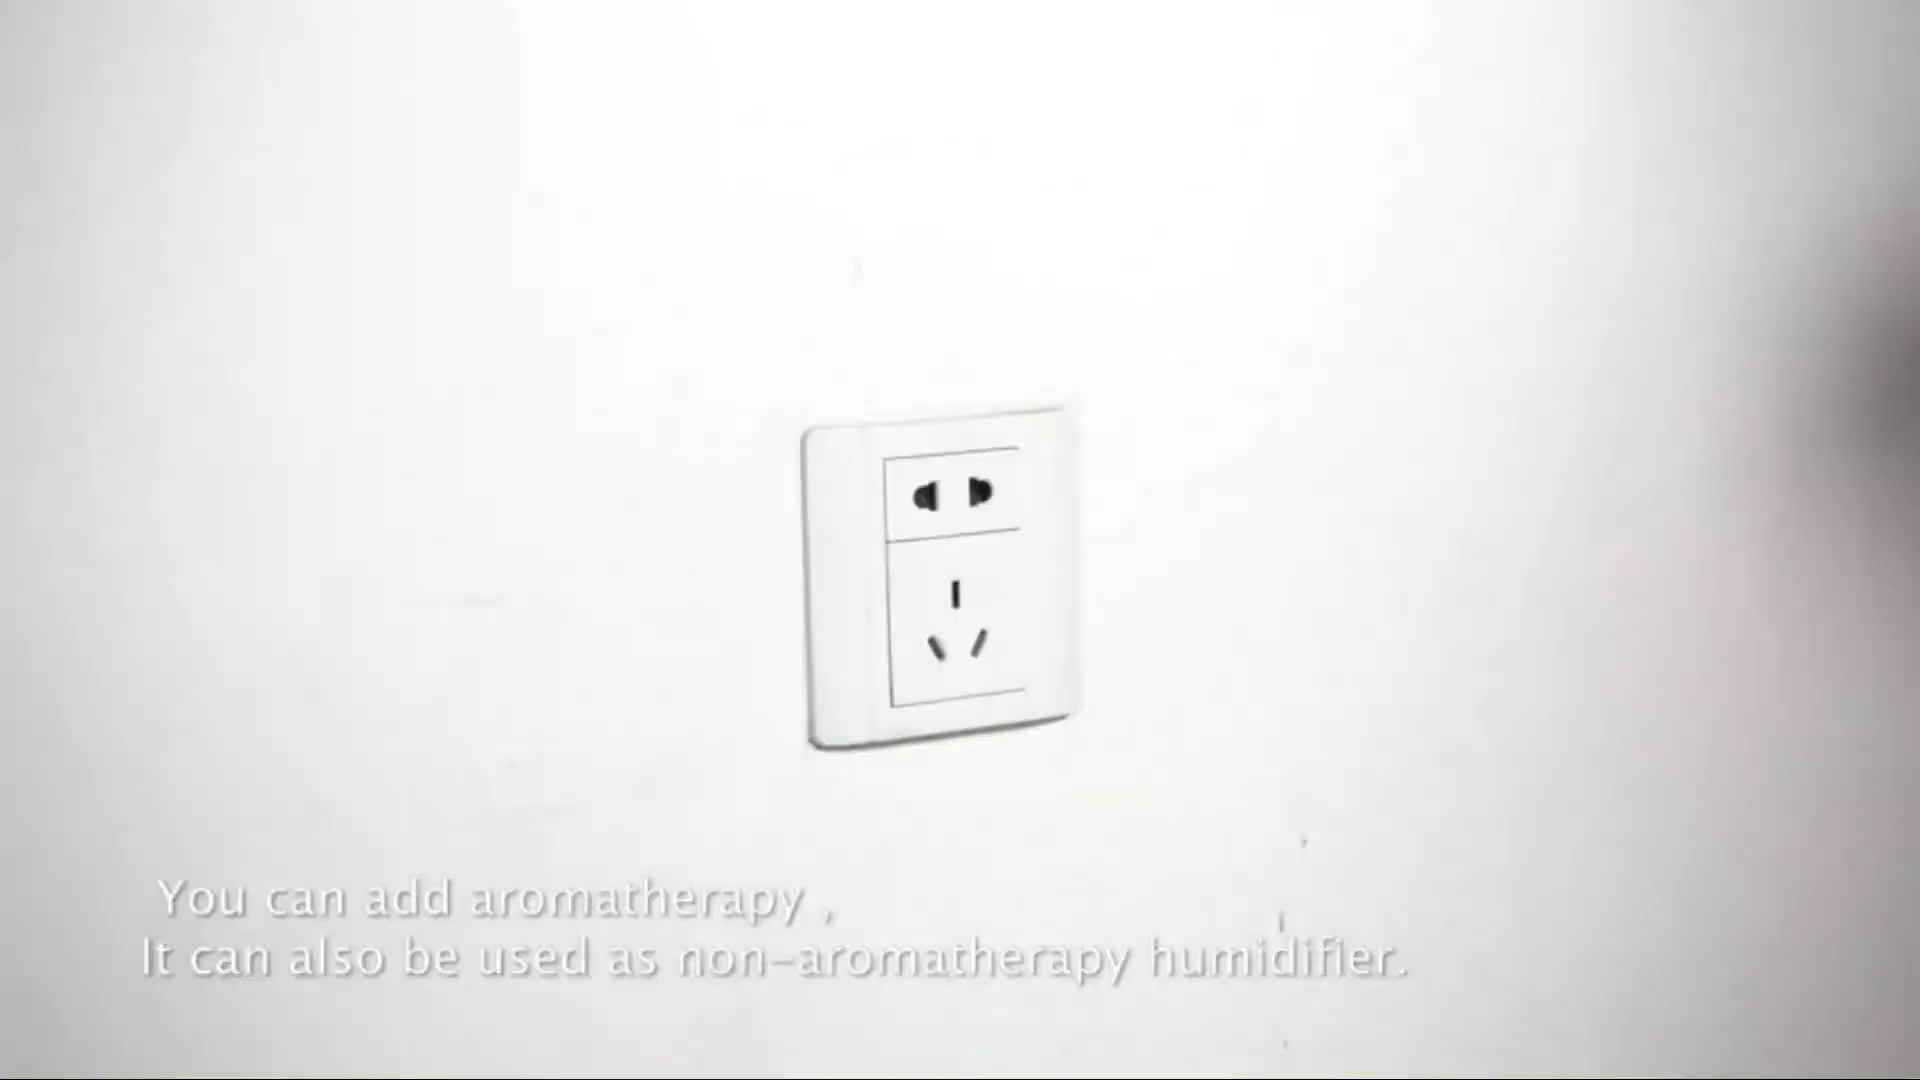 You can add aromatherapy ,
It can also be used as non-aromatherapy humidifier.